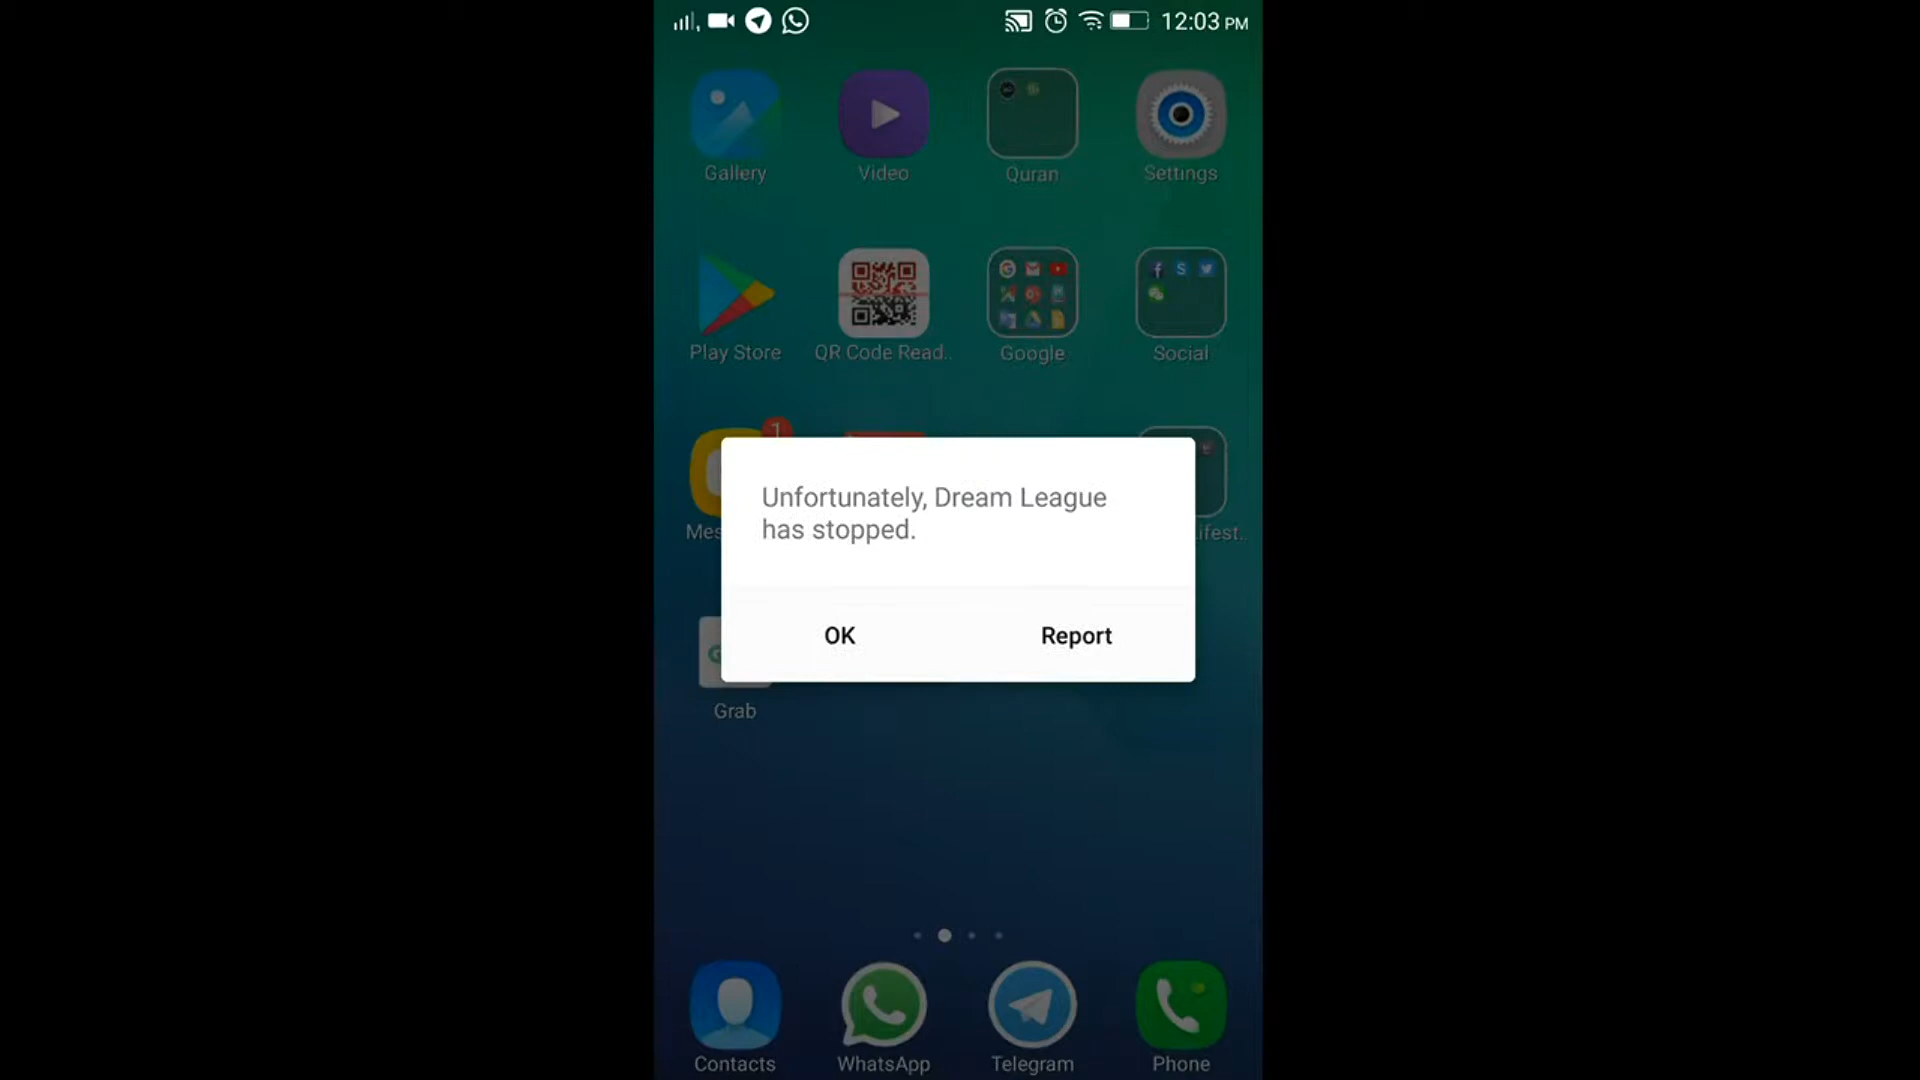 12:03 PM
Gallery
Video
Quran
Settings
Play Store
QR Code Read..
Google
Social
1
Unfortunately, Dream League
has stopped.
OK
Report
Grab
Contacts
WhatsApp
Telegram
Phone